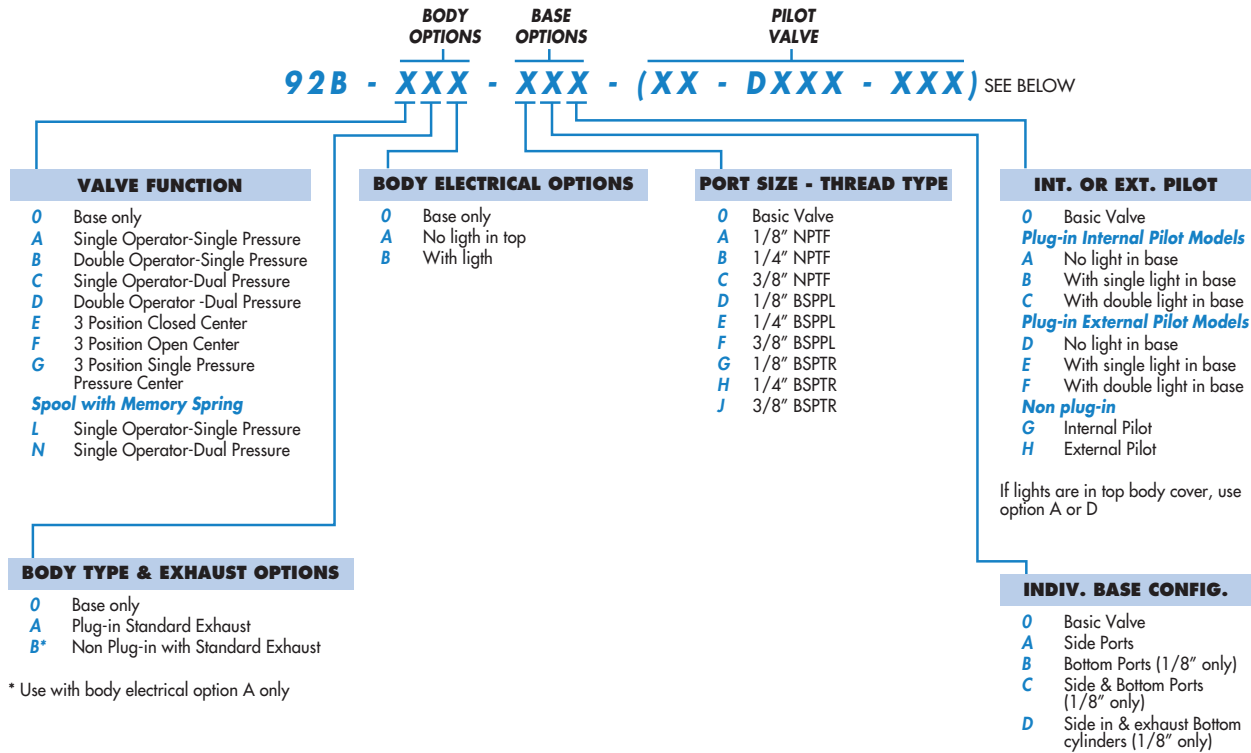 BODY
OPTIONS
BASE
OPTIONS
PILOT
VALVE
92B - XXX - XXX - (XX - DXXX - XXX) SEE BELOW
VALVE FUNCTION
0 Base only
A Single Operator-Single Pressure
B Double Operator-Single Pressure
C Single Operator-Dual Pressure
D Double Operator -Dual Pressure
E 3 Position Closed Center
F 3 Position Open Center
G 3 Position Single Pressure
Pressure Center
Spool with Memory Spring
L Single Operator-Single Pressure
N Single Operator-Dual Pressure
BODY ELECTRICAL OPTIONS
0 Base only
A No ligth in top
B With ligth
PORT SIZE - THREAD TYPE
0 Basic Valve
A 1/8” NPTF
B 1/4” NPTF
C 3/8” NPTF
D 1/8” BSPPL
E 1/4” BSPPL
F 3/8” BSPPL
G 1/8” BSPTR
H 1/4” BSPTR
J 3/8” BSPTR
INT. OR EXT. PILOT
0 Basic Valve
Plug-in Internal Pilot Models
A No light in base
B With single light in base
C With double light in base
Plug-in External Pilot Models
D No light in base
E With single light in base
F With double light in base
Non plug-in
G Internal Pilot
H External Pilot
If lights are in top body cover, use
option A or D
BODY TYPE & EXHAUST OPTIONS
0 Base only
A Plug-in Standard Exhaust
B* Non Plug-in with Standard Exhaust
* Use with body electrical option A only
INDIV. BASE CONFIG.
0 Basic Valve
A Side Ports
B Bottom Ports (1/8” only)
C Side & Bottom Ports
(1/8” only)
D Side in & exhaust Bottom
cylinders (1/8” only)